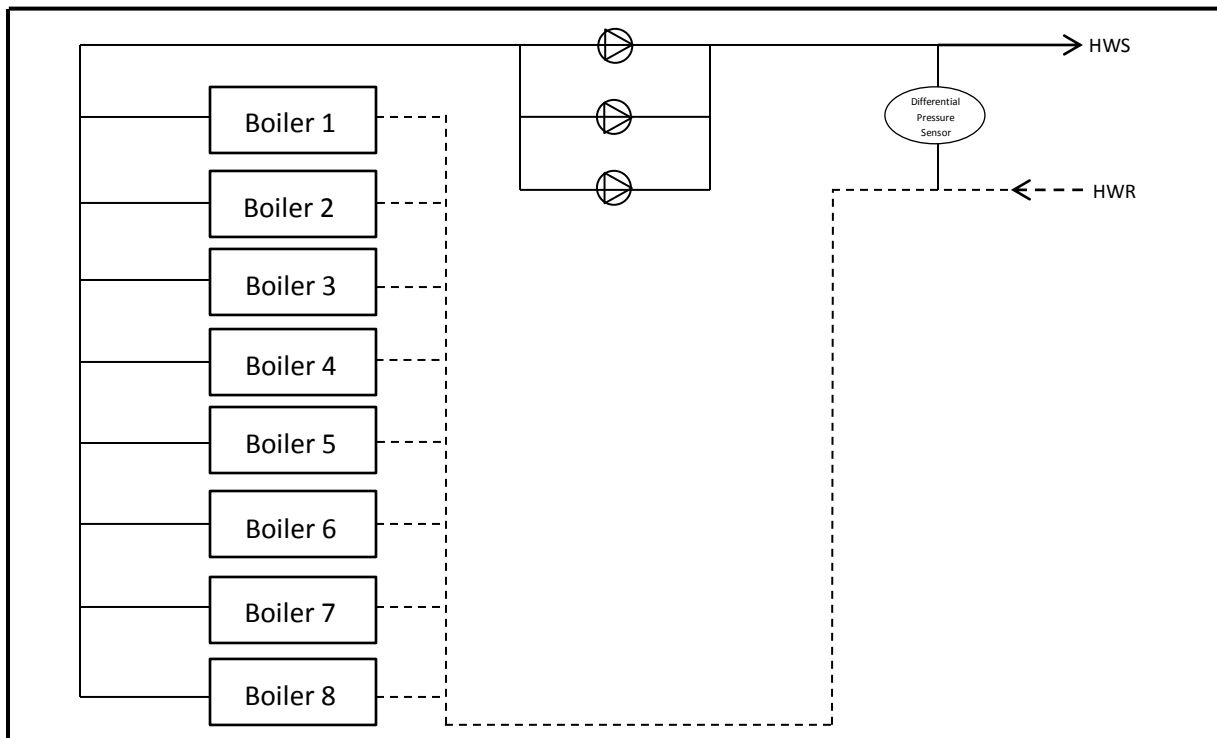 HWS
Differential
Pressure
Sensor
Boiler 1
HWR
Boiler 2
Boiler 3
Boiler 4
Boiler 5
Boiler 6
Boiler 7
Boiler 8